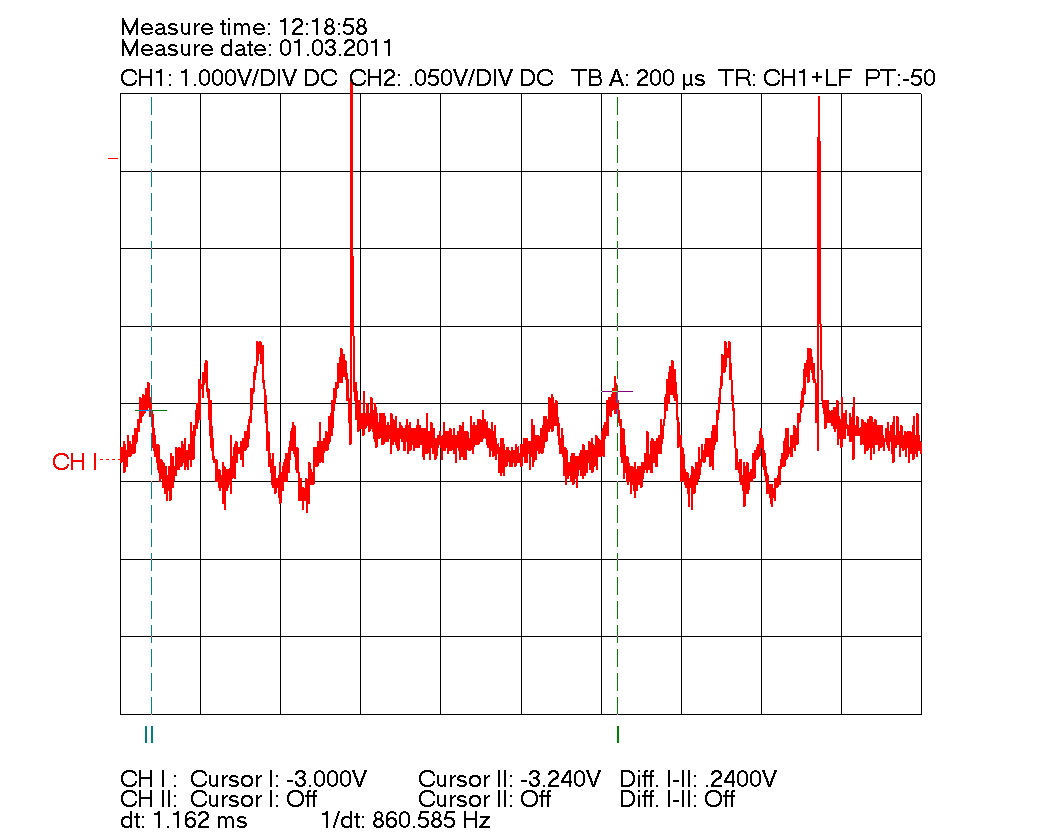 Measure time: 12:18:58
Measure date: 01.03.2011
CH1: 1.000V/DIV DC CH2: .050V/DIV DC TB A: 200 µs TR: CH1+LF PT:-50
CH I
II I
CH I : Cursor I: -3.000V Cursor II: -3.240V Diff. I-II: .2400V
CH II: Cursor I: Off Cursor II: Off Diff. I-II: Off
dt: 1.162 ms 1/dt: 860.585 Hz